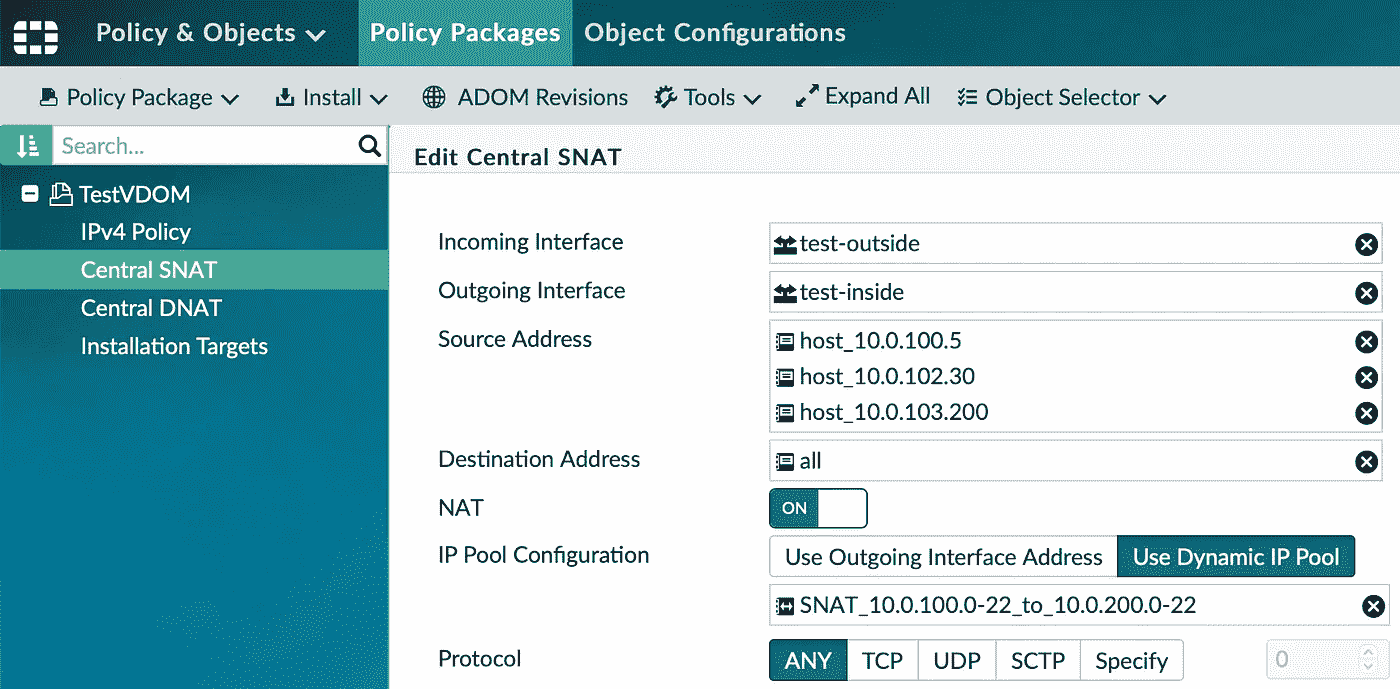 Policy & Objects Policy Packages Object Configurations
Policy Package Install ADOM Revisions Tools Expand All Object Selector
Search...
Edit Central SNAT
TestVDOM
IPv4 Policy
Central SNAT
Central DNAT
Installation Targets
Incoming Interface test-outside
Outgoing Interface test-inside
Source Address host_10.0.100.5
host_10.0.102.30
host_10.0.103.200
Destination Address all
NAT ON
IP Pool Configuration Use Outgoing Interface Address Use Dynamic IP Pool
SNAT_10.0.100.0-22_to_10.0.200.0-22
Protocol ANY TCP UDP SCTP Specify 0